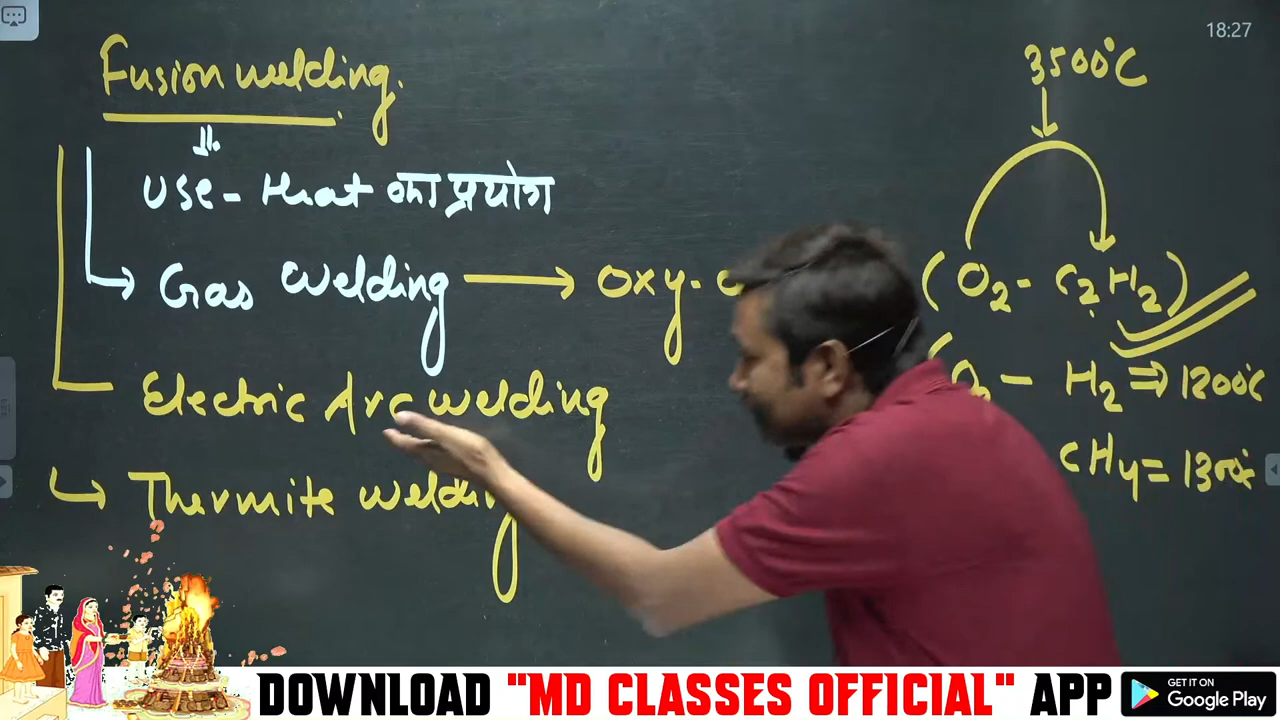 18:27
Fusion welding.
3500°C
Use - Heat का प्रयोग
Gas welding → Oxy-
(O2 - C2H2)
- H2 ⇒ 1200°C
Electric Arc welding
CH4 = 1300°C
Thermite welding
DOWNLOAD "MD CLASSES OFFICIAL" APP
GET IT ON
Google Play